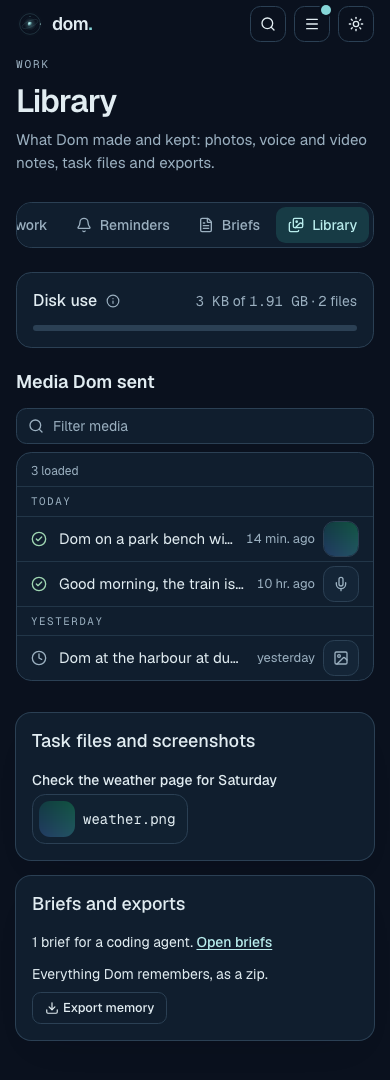 dom.
WORK
Library
What Dom made and kept: photos, voice and video
notes, task files and exports.
work Reminders Briefs Library
Disk use 3 KB of 1.91 GB · 2 files
Media Dom sent
Filter media
3 loaded
TODAY
Dom on a park bench wi... 14 min. ago
Good morning, the train is... 10 hr. ago
YESTERDAY
Dom at the harbour at du... yesterday
Task files and screenshots
Check the weather page for Saturday
weather.png
Briefs and exports
1 brief for a coding agent. Open briefs
Everything Dom remembers, as a zip.
Export memory